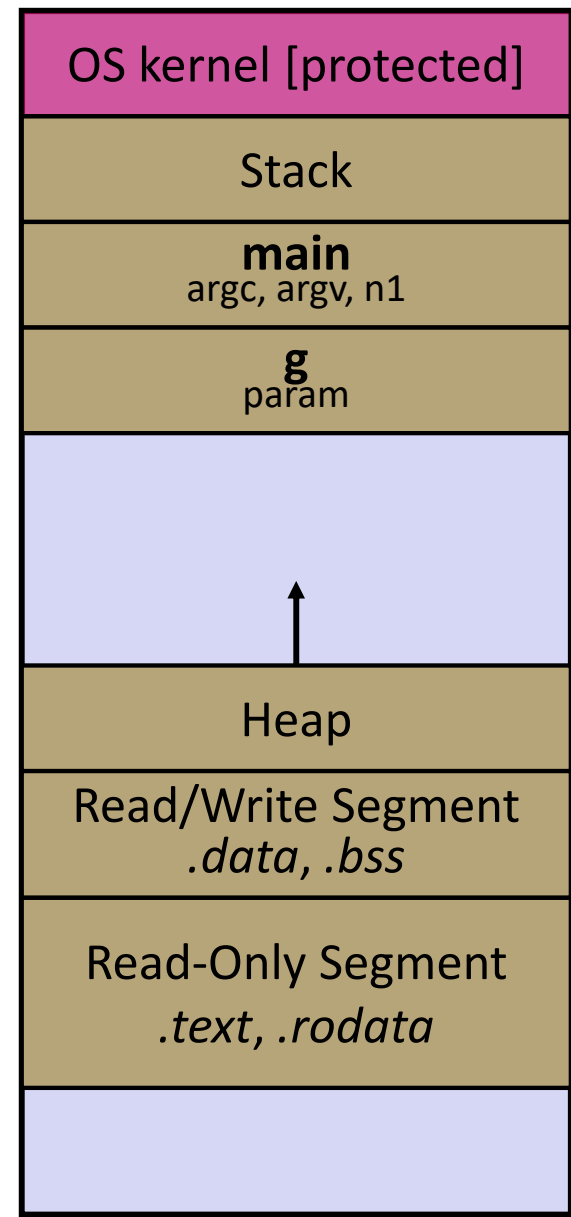 OS kernel [protected]
Stack
main
argc, argv, n1
g
param
Heap
Read/Write Segment
.data, .bss
Read-Only Segment
.text, .rodata